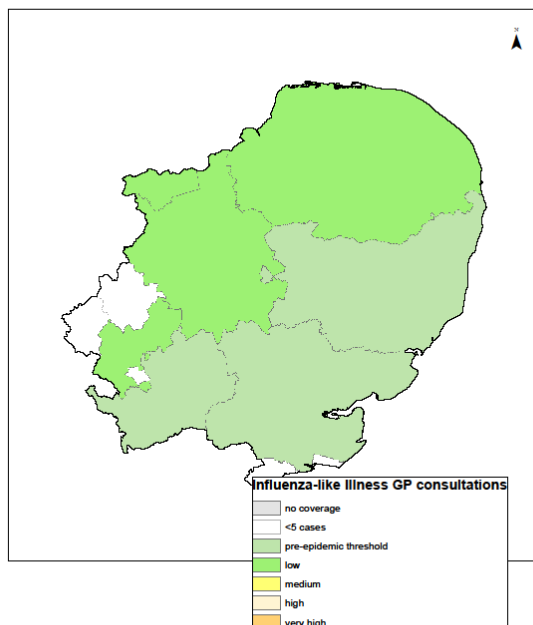 N
Influenza-like Illness GP consultations
no coverage
<5 cases
pre-epidemic threshold
low
medium
high
very high